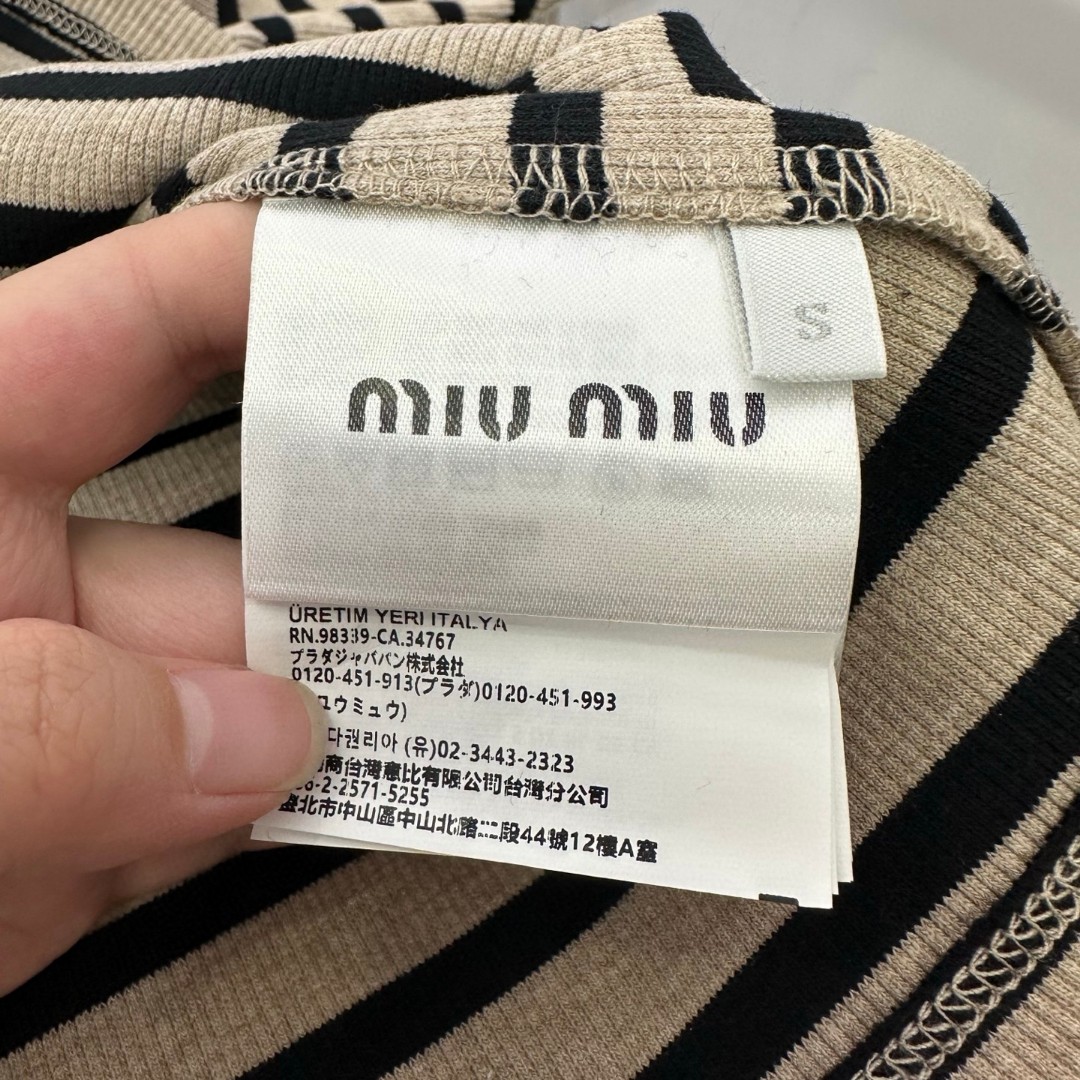 S
miu miu
ÜRETIM YERI ITALYA
RN.98339-CA.34767
プラダジャパン株式会社
0120-451-913(プラダ)0120-451-993
ュウミュウ)
다코리아 (유)02-3443-2323
商台灣意比有限公司台灣分公司
-2-2571-5255
臺北市中山區中山北路二段44號12樓A室